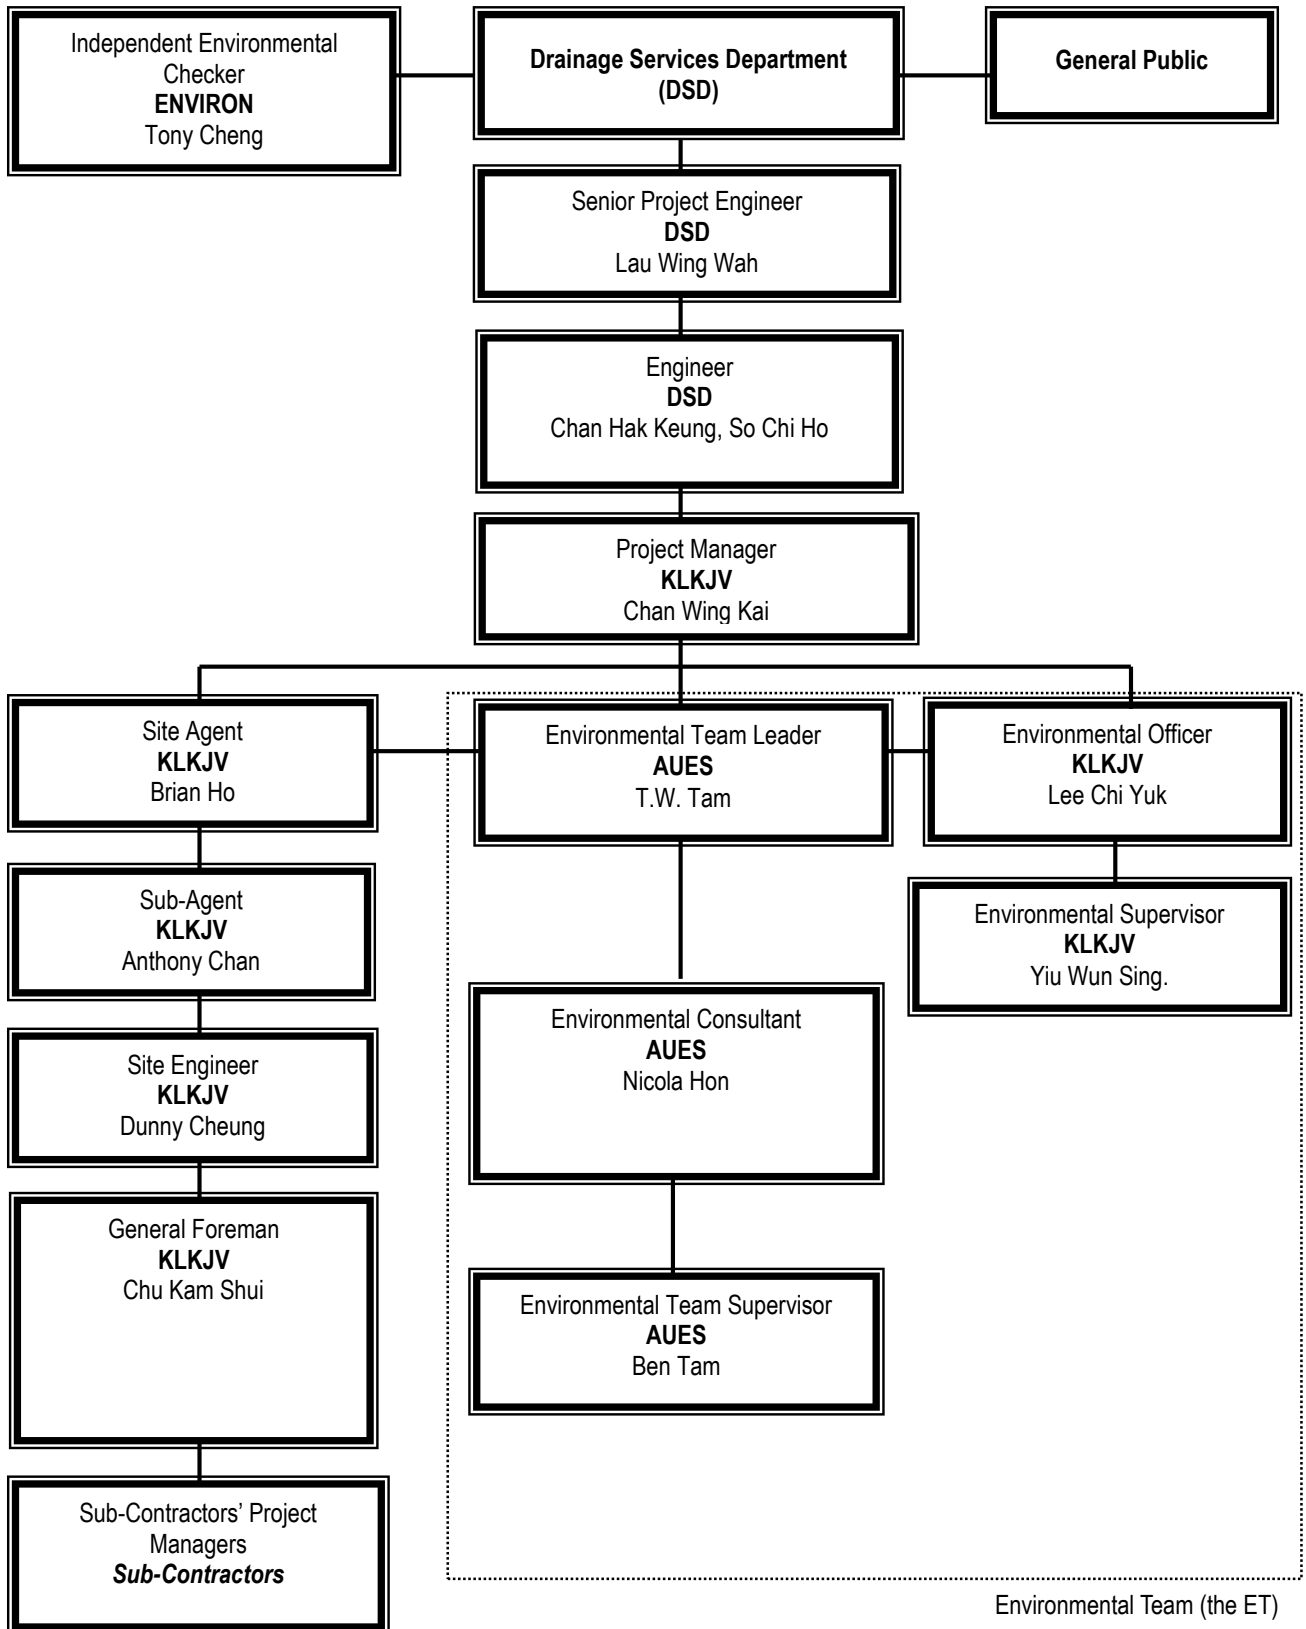 Independent Environmental
Checker
ENVIRON
Tony Cheng
Drainage Services Department
(DSD)
General Public
Senior Project Engineer
DSD
Lau Wing Wah
Engineer
DSD
Chan Hak Keung, So Chi Ho
Project Manager
KLKJV
Chan Wing Kai
Site Agent
KLKJV
Brian Ho
Environmental Team Leader
AUES
T.W. Tam
Environmental Officer
KLKJV
Lee Chi Yuk
Sub-Agent
KLKJV
Anthony Chan
Environmental Supervisor
KLKJV
Yiu Wun Sing.
Environmental Consultant
AUES
Nicola Hon
Site Engineer
KLKJV
Dunny Cheung
General Foreman
KLKJV
Chu Kam Shui
Environmental Team Supervisor
AUES
Ben Tam
Sub-Contractors’ Project
Managers
Sub-Contractors
Environmental Team (the ET)